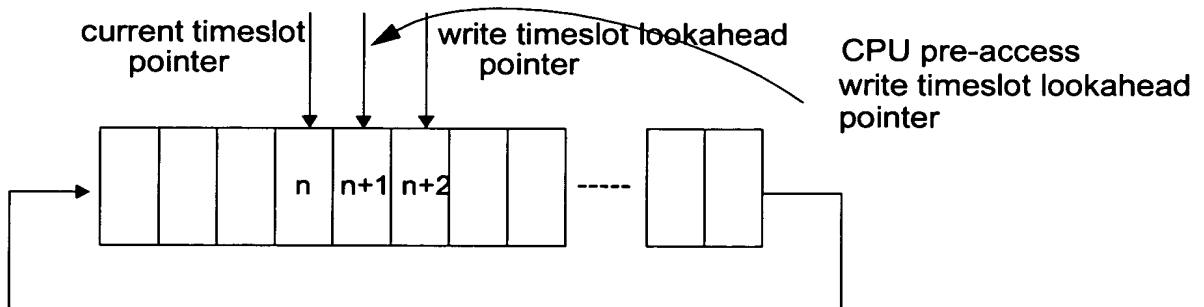 current timeslot
pointer
write timeslot lookahead
pointer
CPU pre-access
write timeslot lookahead
pointer
n
n+1
n+2